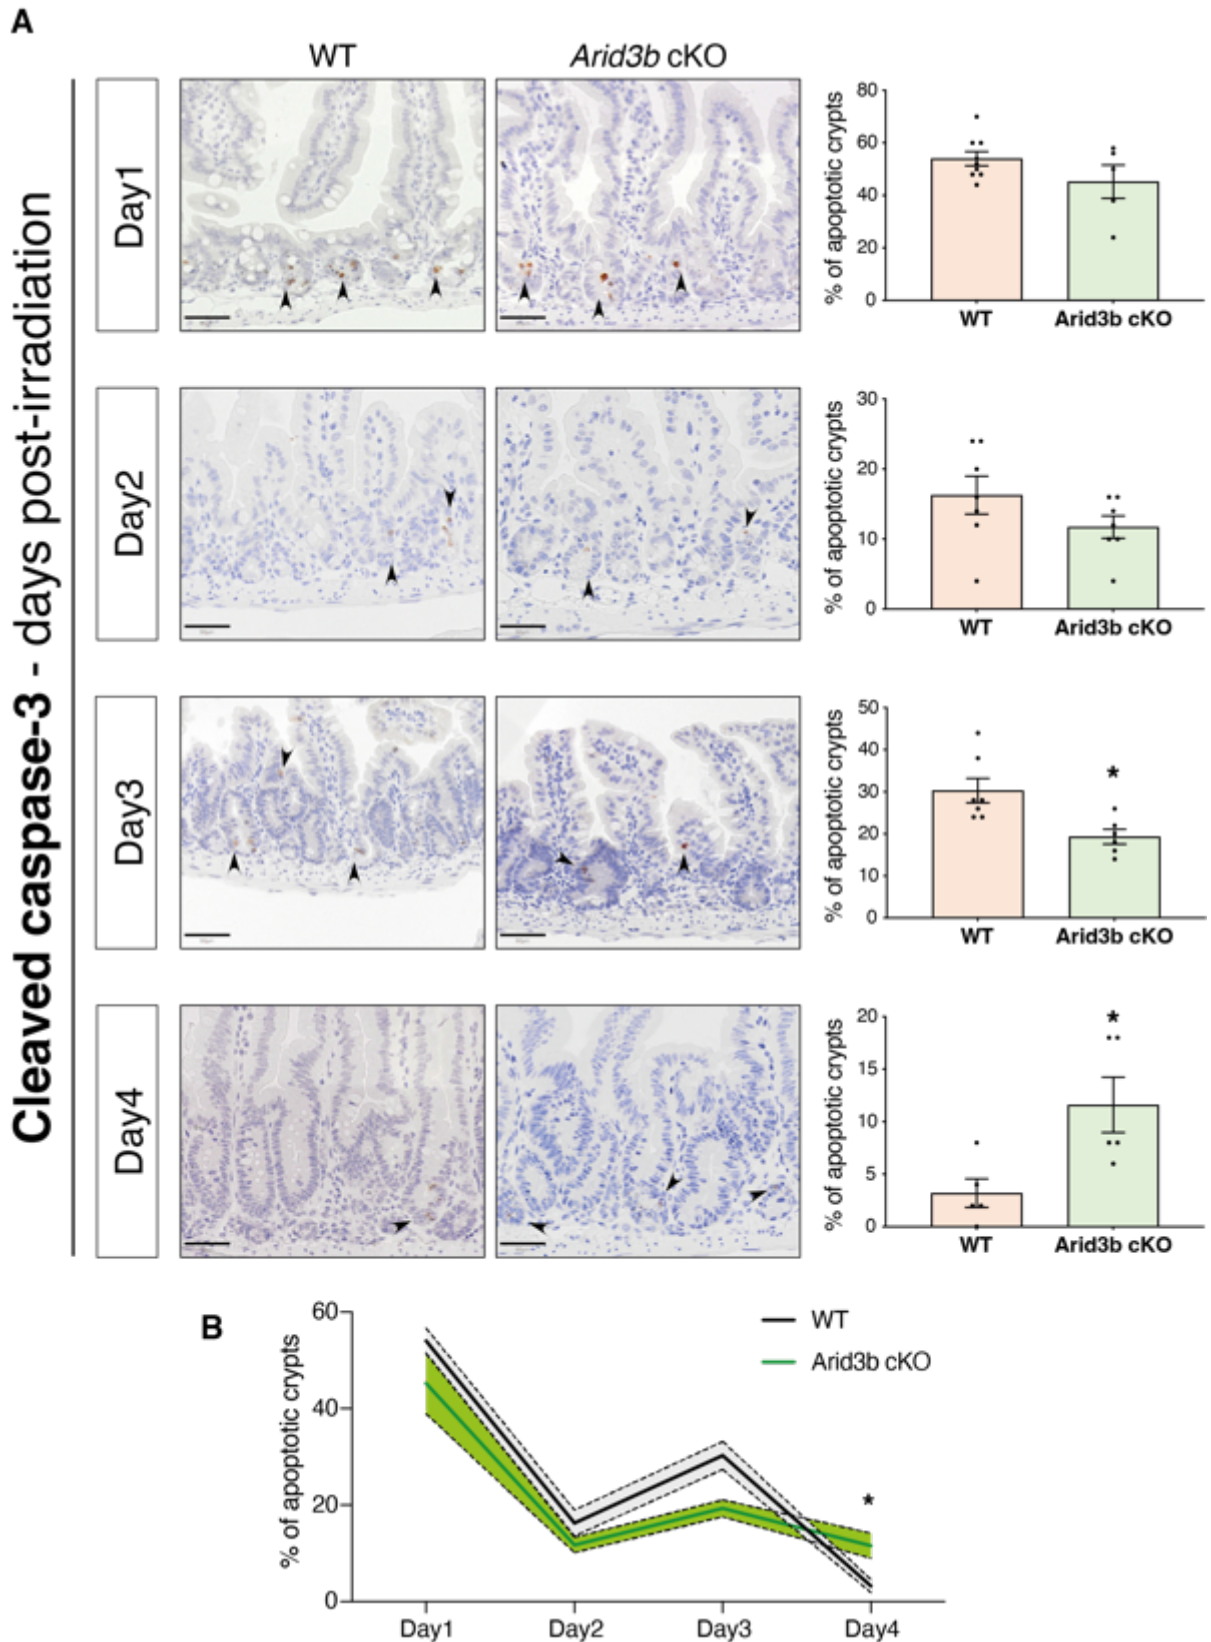 A
WT
Arid3b cKO
Cleaved caspase-3 - days post-irradiation
Day1
% of apoptotic crypts
80
60
40
20
0
WT
Arid3b cKO
Day2
% of apoptotic crypts
30
20
10
0
WT
Arid3b cKO
Day3
% of apoptotic crypts
50
40
30
20
10
0
*
WT
Arid3b cKO
Day4
% of apoptotic crypts
20
15
10
5
0
*
WT
Arid3b cKO
B
% of apoptotic crypts
60
40
20
0
WT
Arid3b cKO
*
Day1
Day2
Day3
Day4